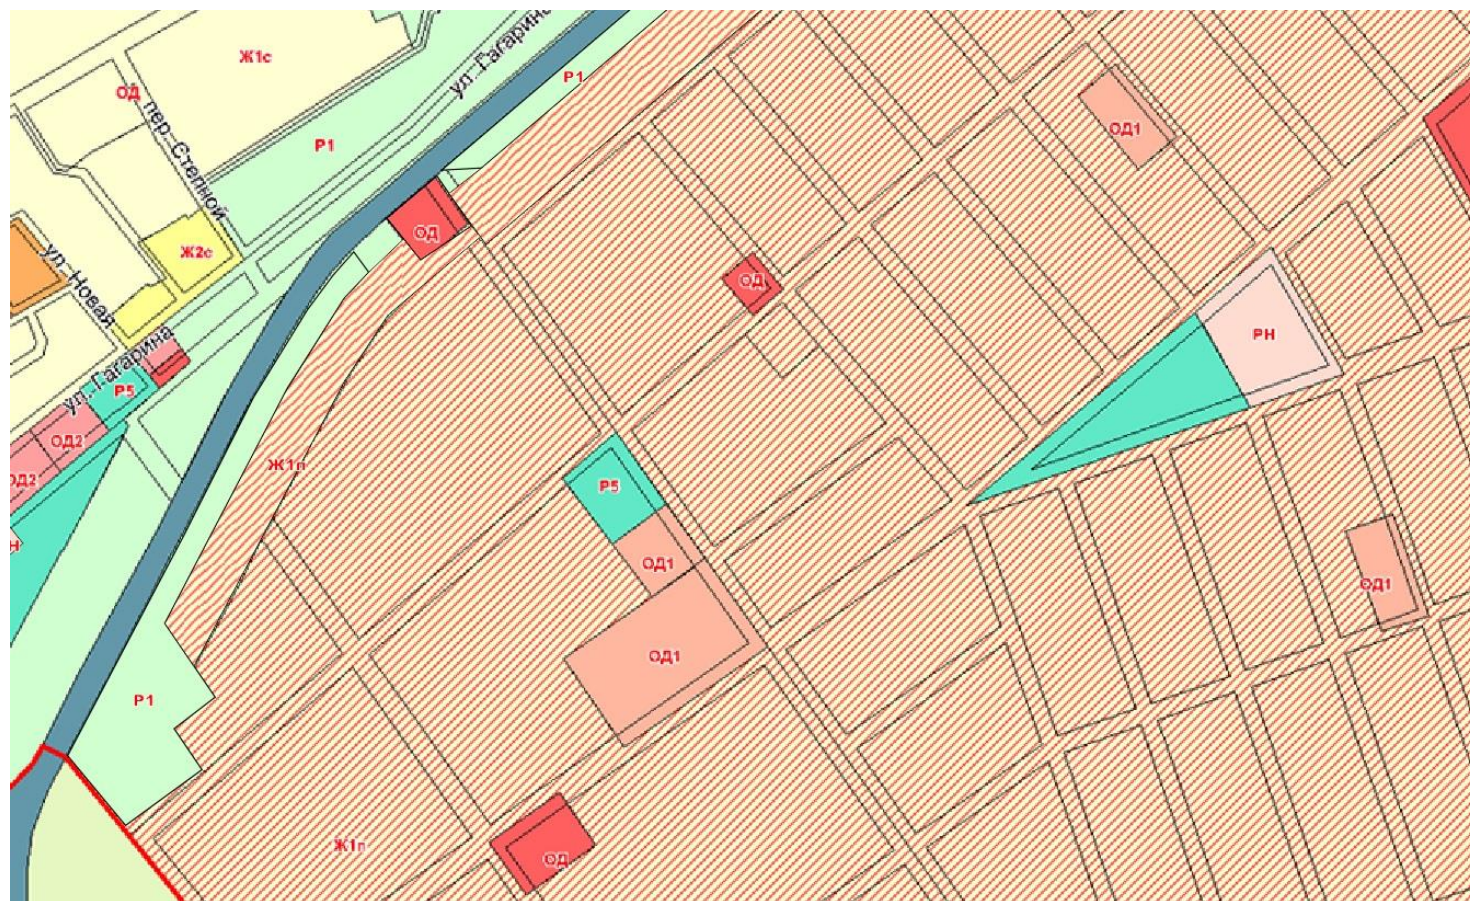 Ж1с
ул. Гагарина
Р1
ОД
пер. Степной
ОД1
Р1
ОД
Ж2с
ул. Новая
ОД
РН
ул. Гагарина
Р5
ОД2
Ж1п
ОД2
Р5
Н
ОД1
ОД1
ОД1
Р1
Ж1п
ОД